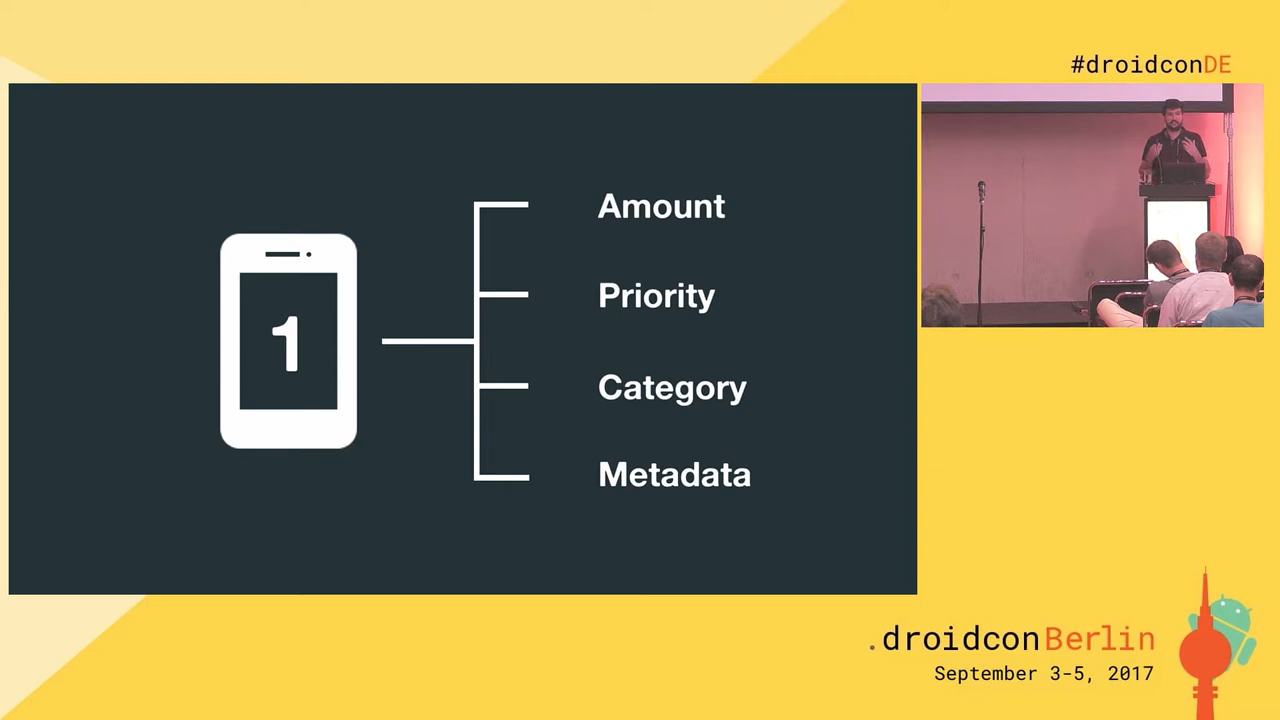 #droidconDE
1
Amount
Priority
Category
Metadata
.droidconBerlin
September 3-5, 2017